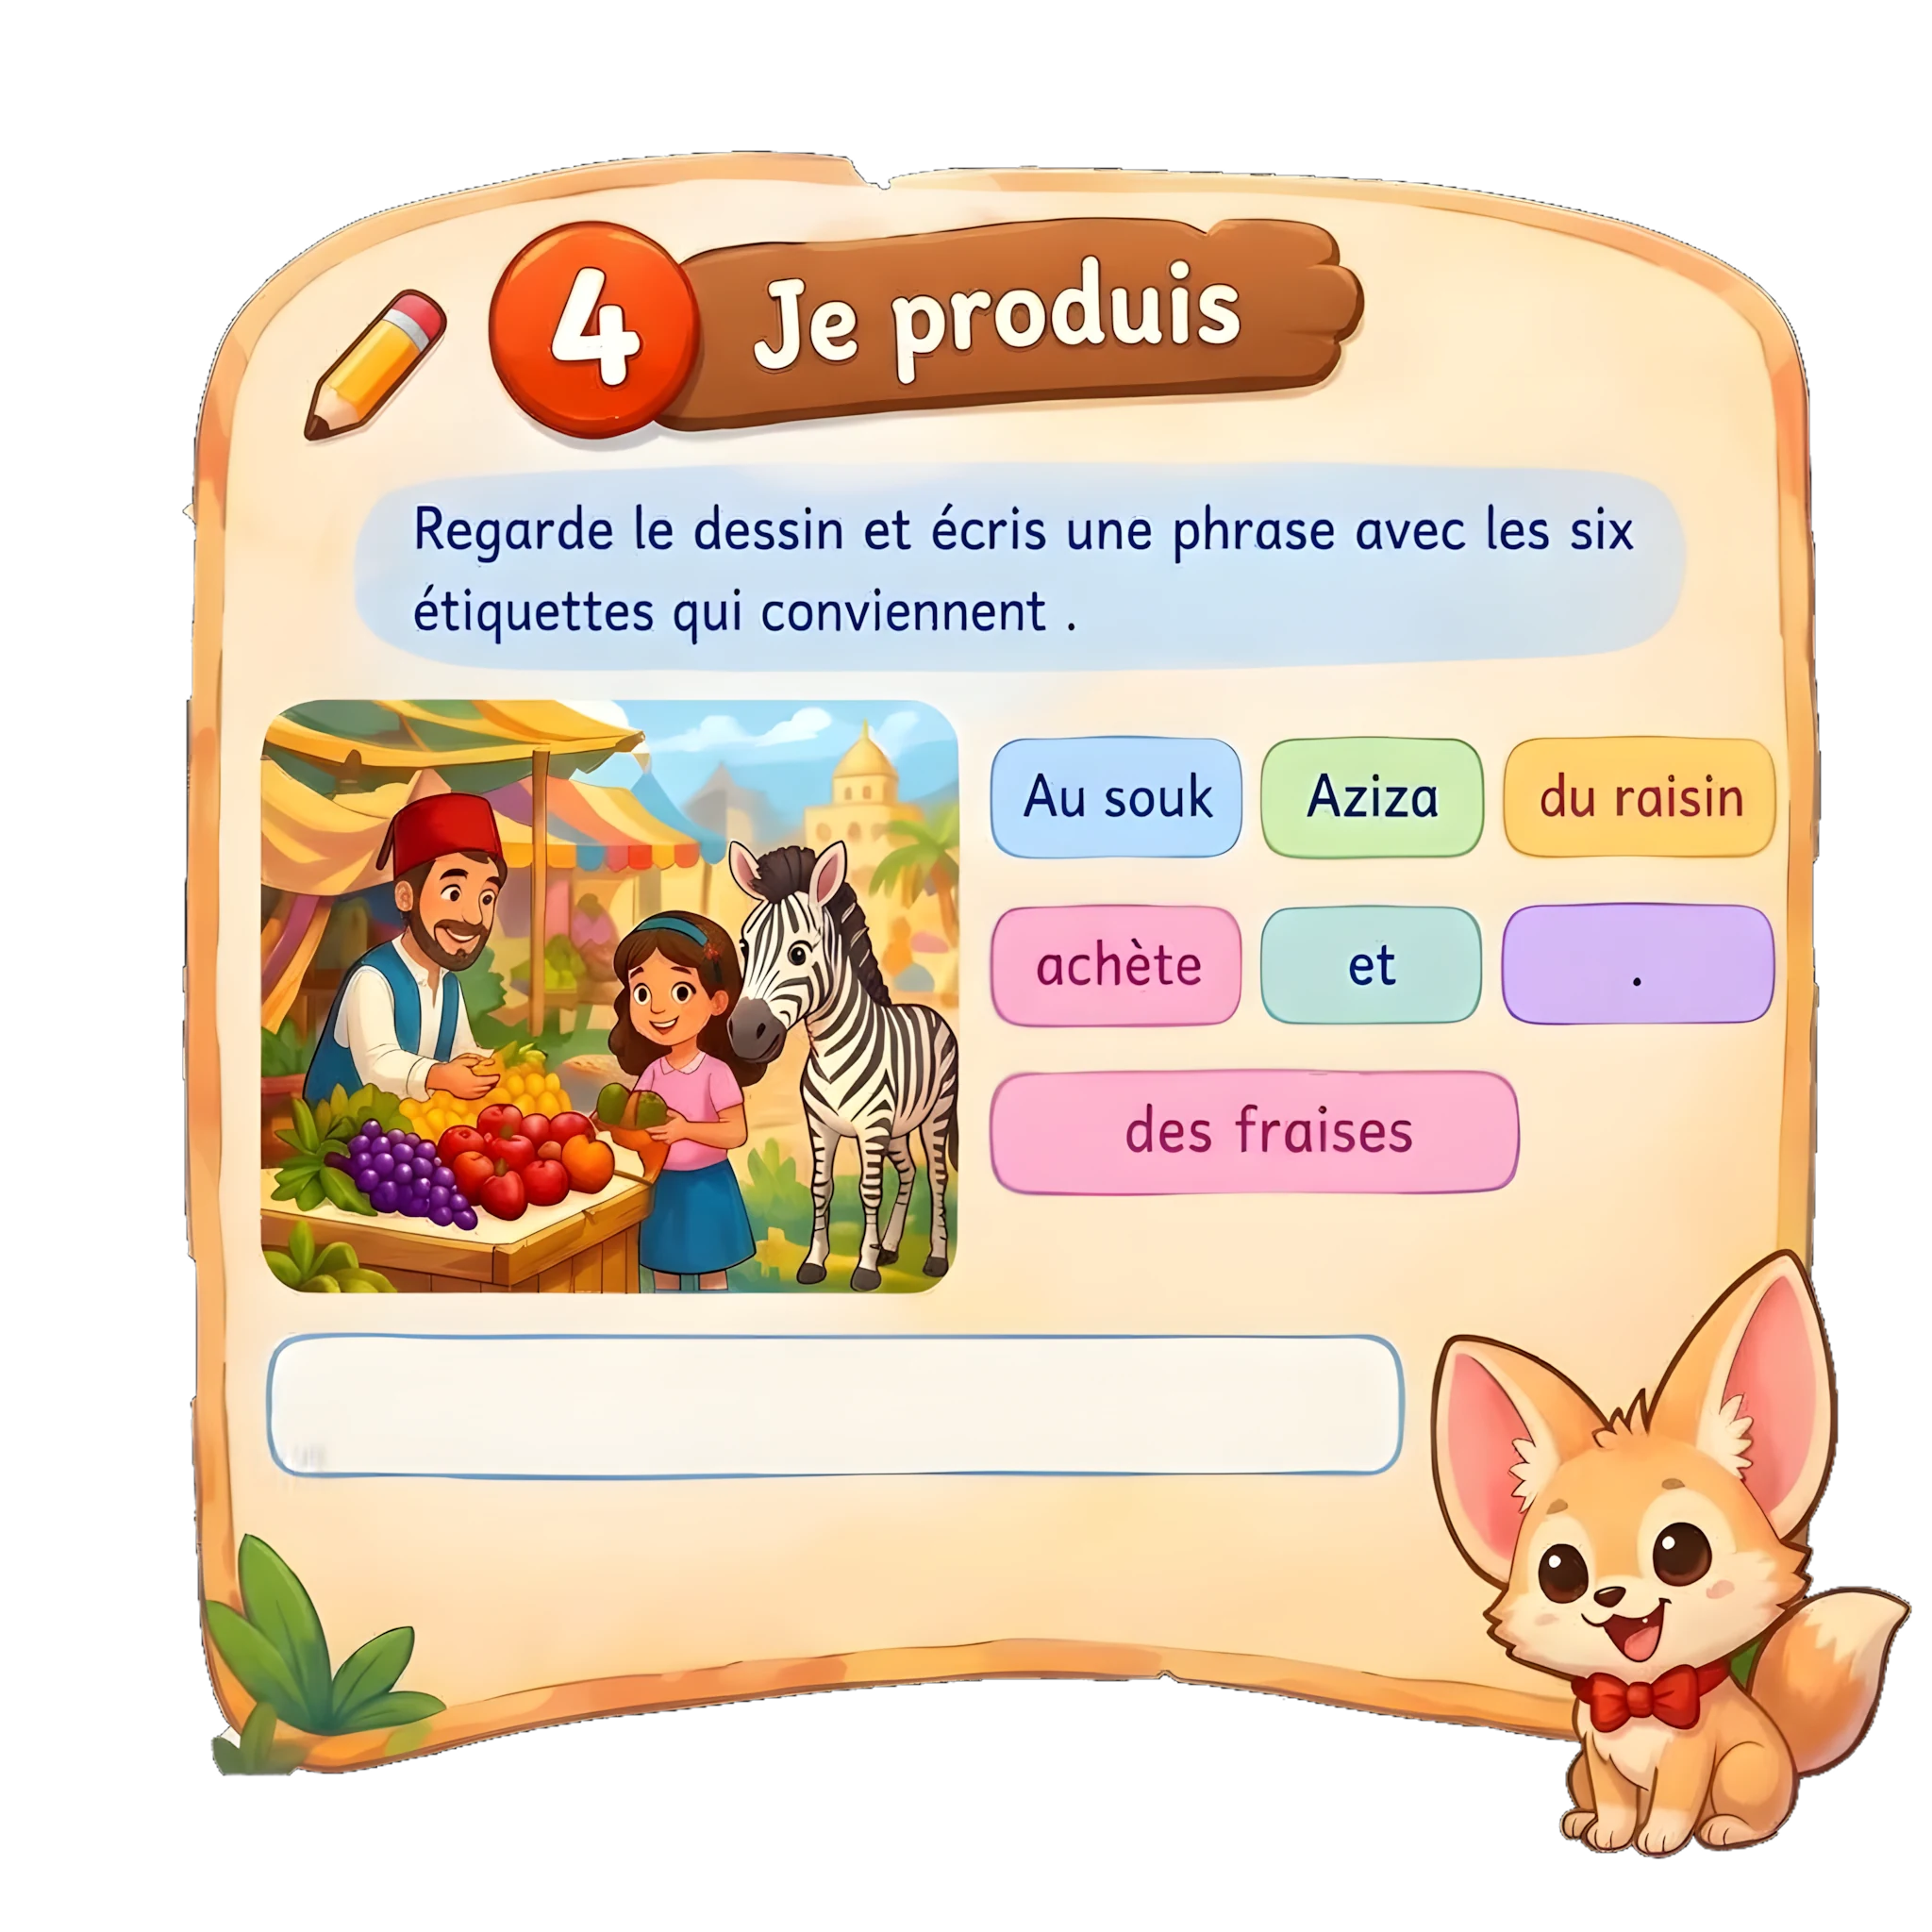 4 Je produis
Regarde le dessin et écris une phrase avec les six
étiquettes qui conviennent .
Au souk Aziza du raisin
achète et .
des fraises